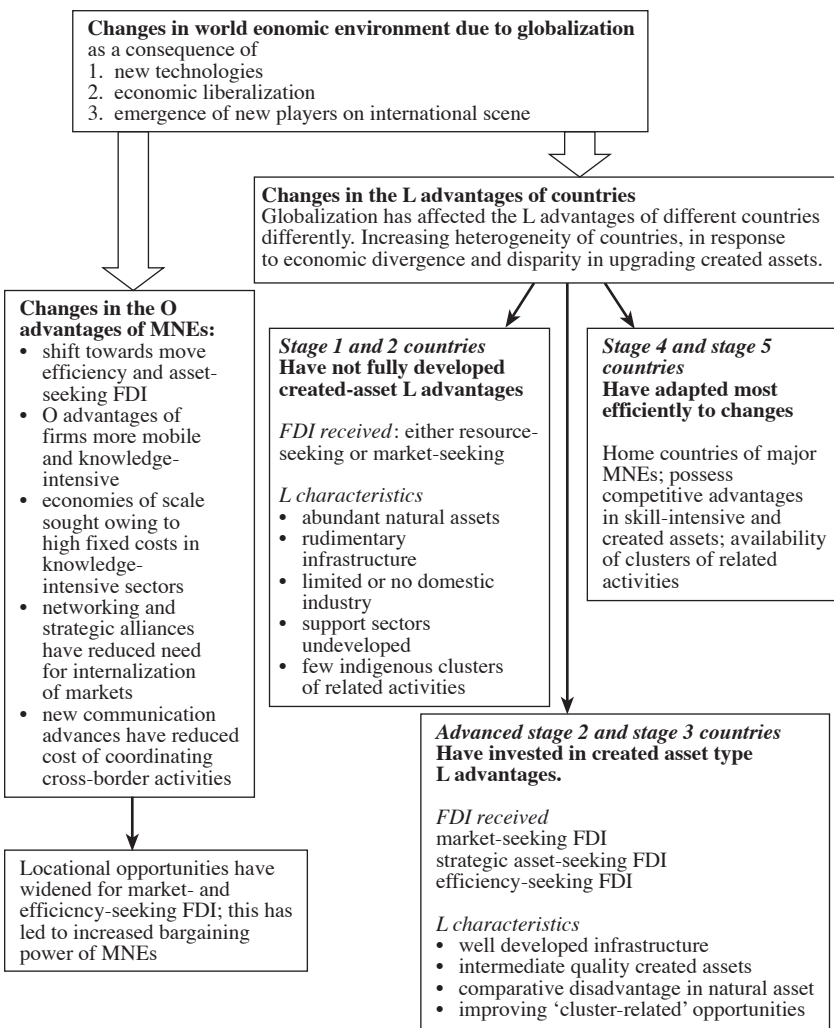 Changes in world eonomic environment due to globalization
as a consequence of
1. new technologies
2. economic liberalization
3. emergence of new players on international scene
Changes in the L advantages of countries
Globalization has affected the L advantages of different countries
differently. Increasing heterogeneity of countries, in response
to economic divergence and disparity in upgrading created assets.
Changes in the O
advantages of MNEs:
• shift towards move
efficiency and asset-
seeking FDI
• O advantages of
firms more mobile
and knowledge-
intensive
• economies of scale
sought owing to
high fixed costs in
knowledge-
intensive sectors
• networking and
strategic alliances
have reduced need
for internalization
of markets
• new communication
advances have reduced
cost of coordinating
cross-border activities
Locational opportunities have
widened for market- and
efficiency-seeking FDI; this has
led to increased bargaining
power of MNEs
Stage 1 and 2 countries
Have not fully developed
created-asset L advantages
FDI received: either resource-
seeking or market-seeking
L characteristics
• abundant natural assets
• rudimentary
infrastructure
• limited or no domestic
industry
• support sectors
undeveloped
• few indigenous clusters
of related activities
Stage 4 and stage 5
countries
Have adapted most
efficiently to changes
Home countries of major
MNEs; possess
competitive advantages
in skill-intensive and
created assets; availability
of clusters of related
activities
Advanced stage 2 and stage 3 countries
Have invested in created asset type
L advantages.
FDI received
market-seeking FDI
strategic asset-seeking FDI
efficiency-seeking FDI
L characteristics
• well developed infrastructure
• intermediate quality created assets
• comparative disadvantage in natural asset
• improving ‘cluster-related’ opportunities